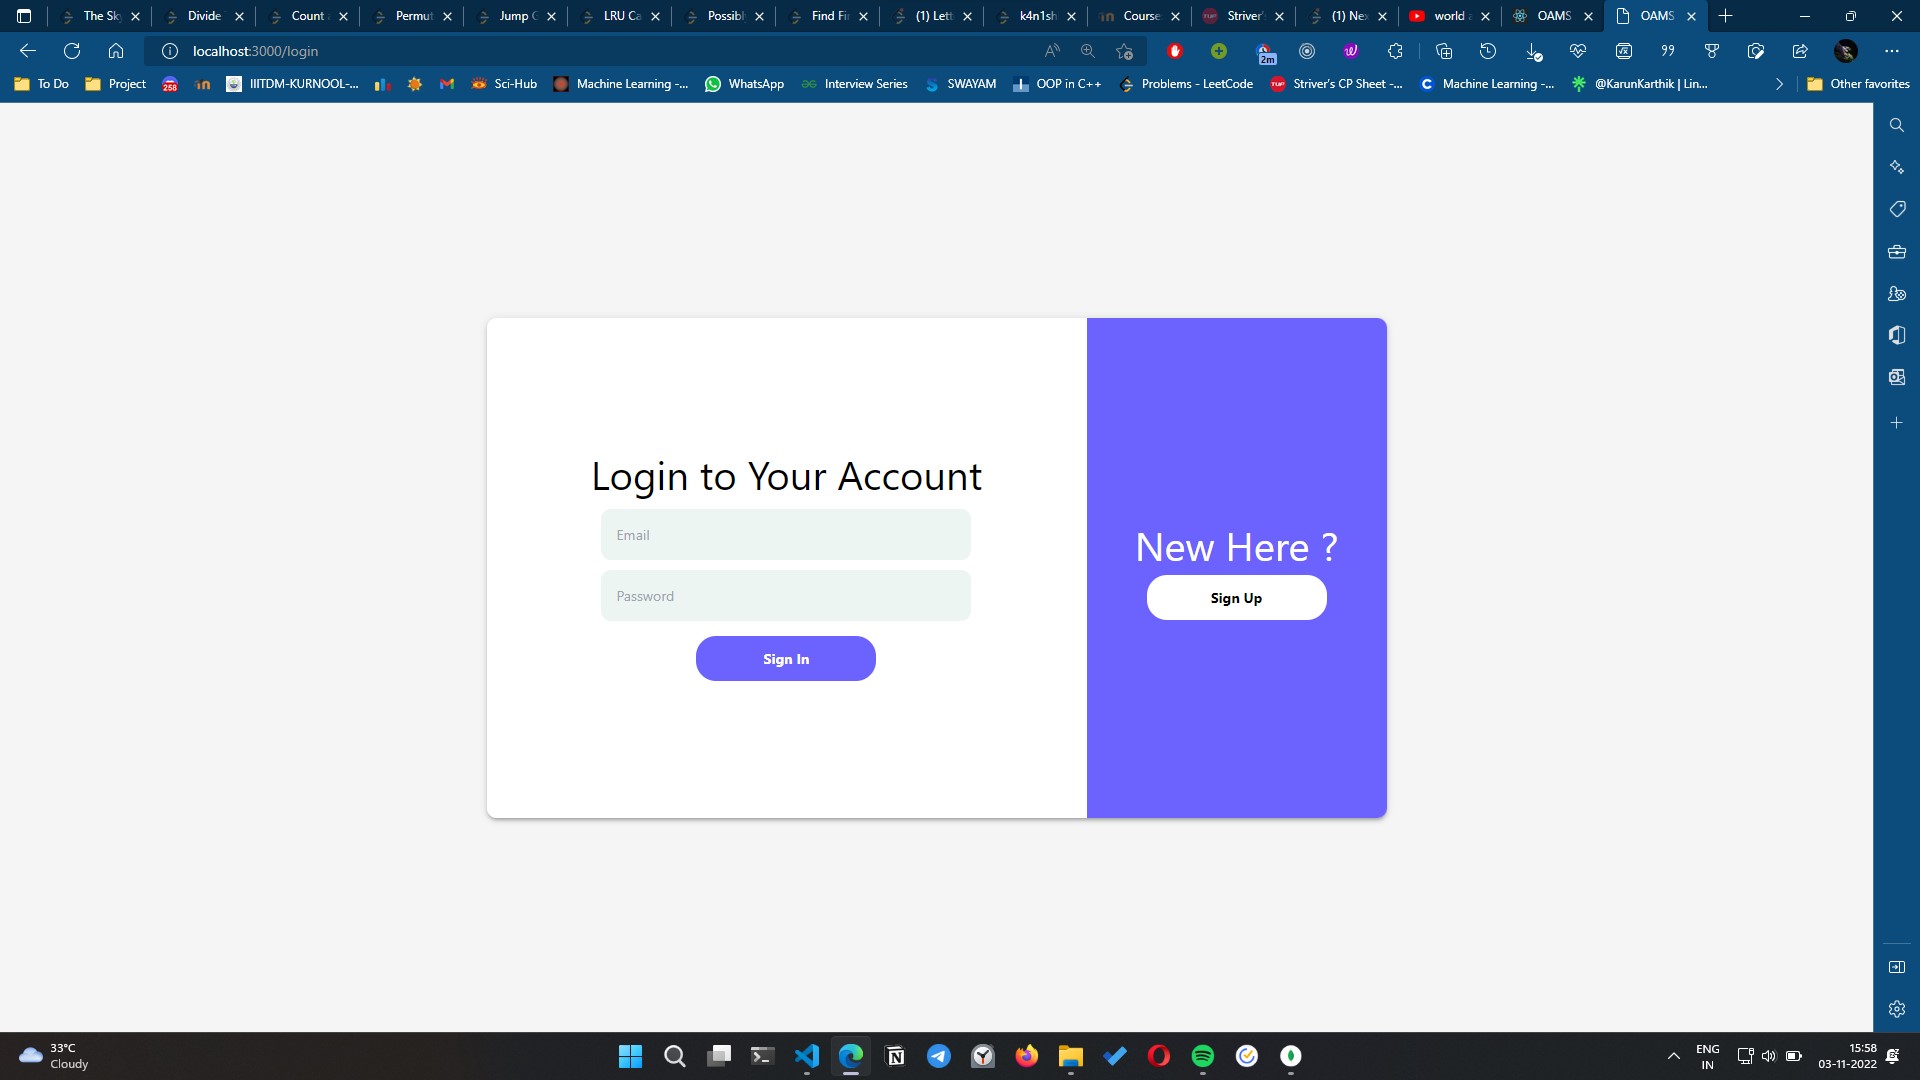 The Sk
Divide
Count
Permut
Jump G
LRU Ca
Possibl
Find Fi
(1) Lett
k4n1sh
Course
Striver'
(1) Nex
world a
OAMS
OAMS
localhost:3000/login
2m
To Do
Project
258
IIITDM-KURNOOL-...
Sci-Hub
Machine Learning -...
WhatsApp
Interview Series
SWAYAM
OOP in C++
Problems - LeetCode
Striver's CP Sheet -...
Machine Learning -...
@KarunKarthik | Lin...
Other favorites
Login to Your Account
Email
Password
Sign In
New Here ?
Sign Up
33°C
Cloudy
ENG
IN
15:58
03-11-2022